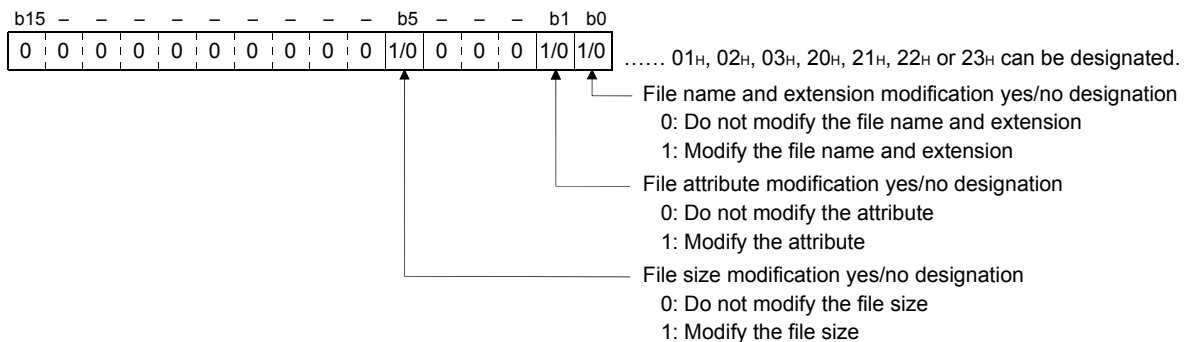 b15 – – – – – – – – – b5 – – – b1 b0
0 0 0 0 0 0 0 0 0 0 1/0 0 0 0 1/0 1/0 …… 01H, 02H, 03H, 20H, 21H, 22H or 23H can be designated.
File name and extension modification yes/no designation
0: Do not modify the file name and extension
1: Modify the file name and extension
File attribute modification yes/no designation
0: Do not modify the attribute
1: Modify the attribute
File size modification yes/no designation
0: Do not modify the file size
1: Modify the file size